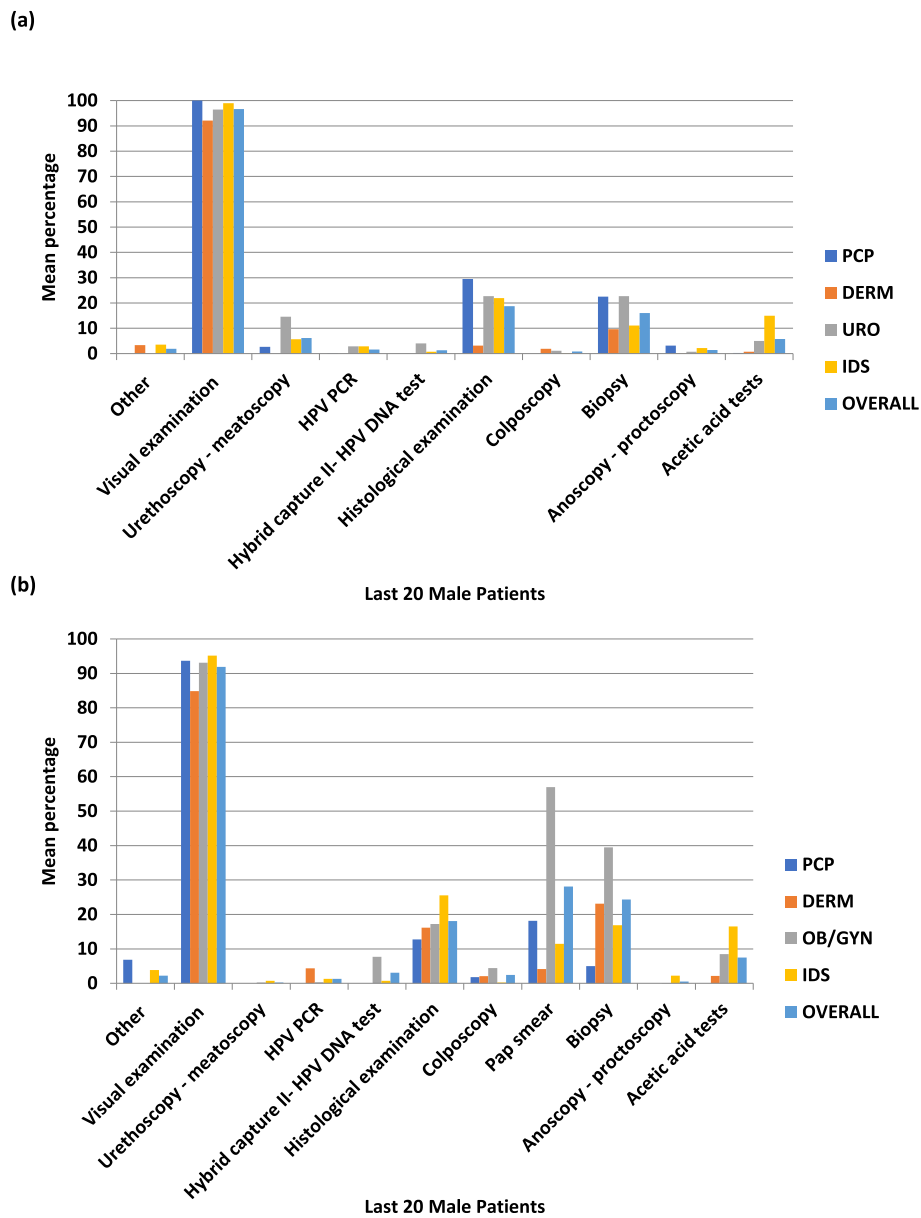 (a)
100
90
80
70
60
50
40
30
20
10
0
Mean percentage
Other
Visual examination
Urethoscopy - meatoscopy
HPV PCR
Hybrid capture II- HPV DNA test
Histological examination
Colposcopy
Biopsy
Anoscopy - proctoscopy
Acetic acid tests
PCP
DERM
URO
IDS
OVERALL
Last 20 Male Patients
(b)
100
90
80
70
60
50
40
30
20
10
0
Mean percentage
Other
Visual examination
Urethoscopy - meatoscopy
HPV PCR
Hybrid capture II- HPV DNA test
Histological examination
Colposcopy
Pap smear
Biopsy
Anoscopy - proctoscopy
Acetic acid tests
PCP
DERM
OB/GYN
IDS
OVERALL
Last 20 Male Patients